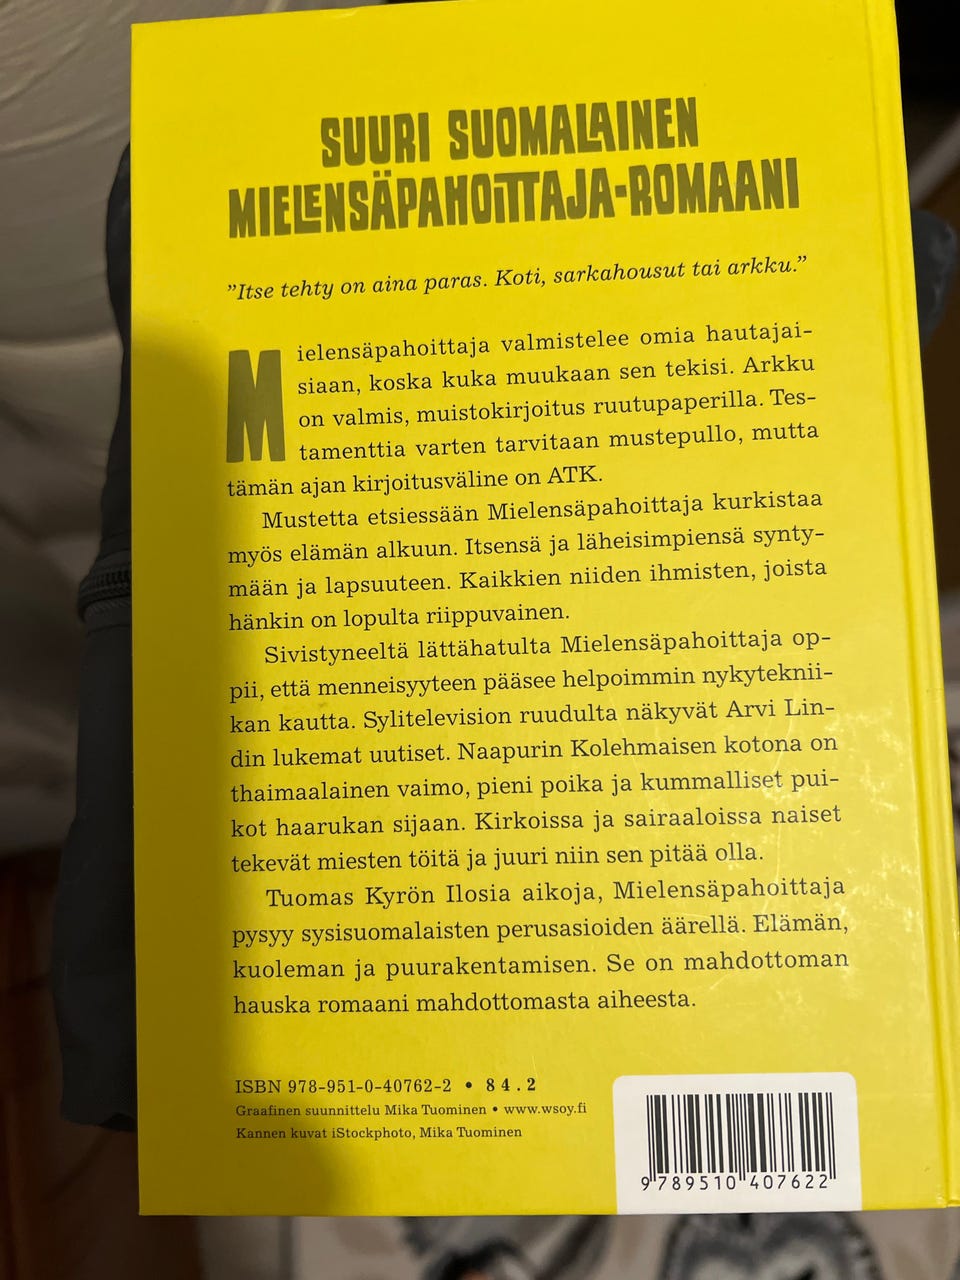 SUURI SUOMALAINEN
MIELENSÄPAHOITTAJA-ROMAANI
”Itse tehty on aina paras. Koti, sarkahousut tai arkku.”
Mielensäpahoittaja valmistelee omia hautajai-
siaan, koska kuka muukaan sen tekisi. Arkku
on valmis, muistokirjoitus ruutupaperilla. Tes-
tamenttia varten tarvitaan mustepullo, mutta
tämän ajan kirjoitusväline on ATK.
Mustetta etsiessään Mielensäpahoittaja kurkistaa
myös elämän alkuun. Itsensä ja läheisimpiensä synty-
mään ja lapsuuteen. Kaikkien niiden ihmisten, joista
hänkin on lopulta riippuvainen.
Sivistyneeltä lättähatulta Mielensäpahoittaja op-
pii, että menneisyyteen pääsee helpoimmin nykyteknii-
kan kautta. Sylitelevision ruudulta näkyvät Arvi Lin-
din lukemat uutiset. Naapurin Kolehmaisen kotona on
thaimaalainen vaimo, pieni poika ja kummalliset pui-
kot haarukan sijaan. Kirkoissa ja sairaaloissa naiset
tekevät miesten töitä ja juuri niin sen pitää olla.
Tuomas Kyrön Ilosia aikoja, Mielensäpahoittaja
pysyy sysisuomalaisten perusasioiden äärellä. Elämän,
kuoleman ja puurakentamisen. Se on mahdottoman
hauska romaani mahdottomasta aiheesta.
ISBN 978-951-0-40762-2 • 84.2
Graafinen suunnittelu Mika Tuominen • www.wsoy.fi
Kannen kuvat iStockphoto, Mika Tuominen
9 789510 407622